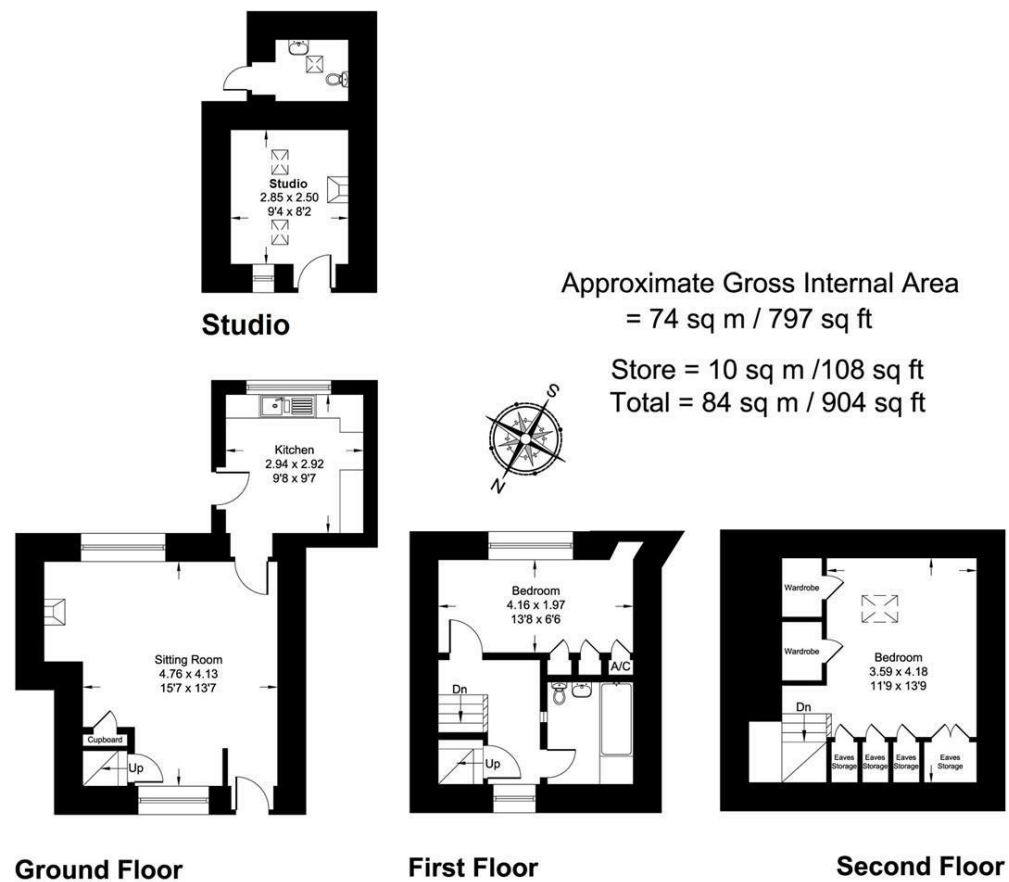 Studio
2.85 x 2.50
9'4 x 8'2
Studio
Approximate Gross Internal Area
= 74 sq m / 797 sq ft
Store = 10 sq m /108 sq ft
Total = 84 sq m / 904 sq ft
S
N
Kitchen
2.94 x 2.92
9'8 x 9'7
Sitting Room
4.76 x 4.13
15'7 x 13'7
Cupboard
Up
Ground Floor
Bedroom
4.16 x 1.97
13'8 x 6'6
A/C
Dn
Up
First Floor
Wardrobe
Wardrobe
Bedroom
3.59 x 4.18
11'9 x 13'9
Dn
Eaves
Storage
Eaves
Storage
Eaves
Storage
Eaves
Storage
Second Floor